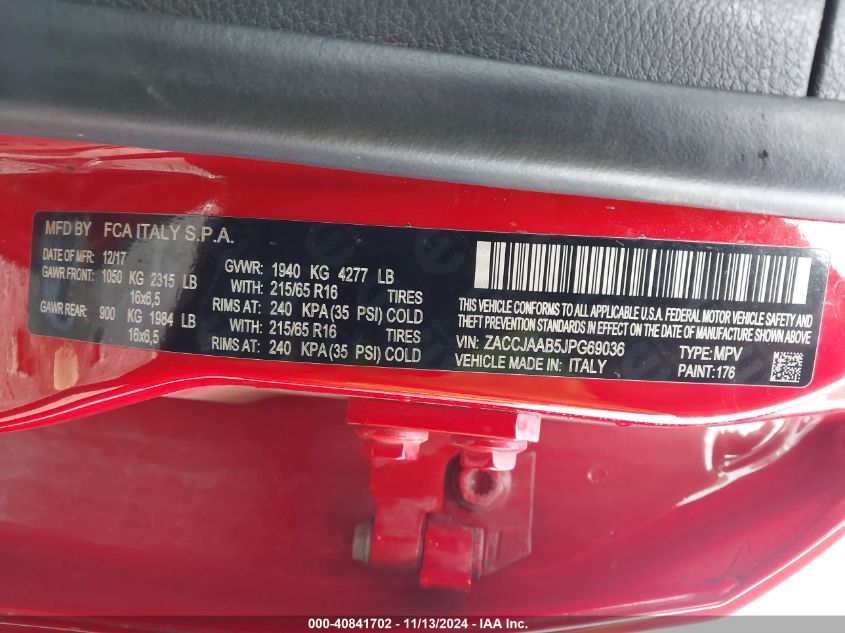 MFD BY FCA ITALY S.P.A.
DATE OF MFR: 12/17
GAWR FRONT: 1050 KG 2315 LB
16x6,5
GAWR REAR: 900 KG 1984 LB
16x6,5
GVWR: 1940 KG 4277 LB
WITH: 215/65 R16 TIRES
RIMS AT: 240 KPA (35 PSI) COLD
WITH: 215/65 R16 TIRES
RIMS AT: 240 KPA (35 PSI) COLD
THIS VEHICLE CONFORMS TO ALL APPLICABLE U.S.A. FEDERAL MOTOR VEHICLE SAFETY,
BUMPER, AND THEFT PREVENTION STANDARDS IN EFFECT ON THE DATE OF MANUFACTURE SHOWN ABOVE.
VIN: ZACCJAAB5JPG69036 TYPE: MPV
VEHICLE MADE IN: ITALY PAINT: 176
000-40841702 - 11/13/2024 - IAA Inc.